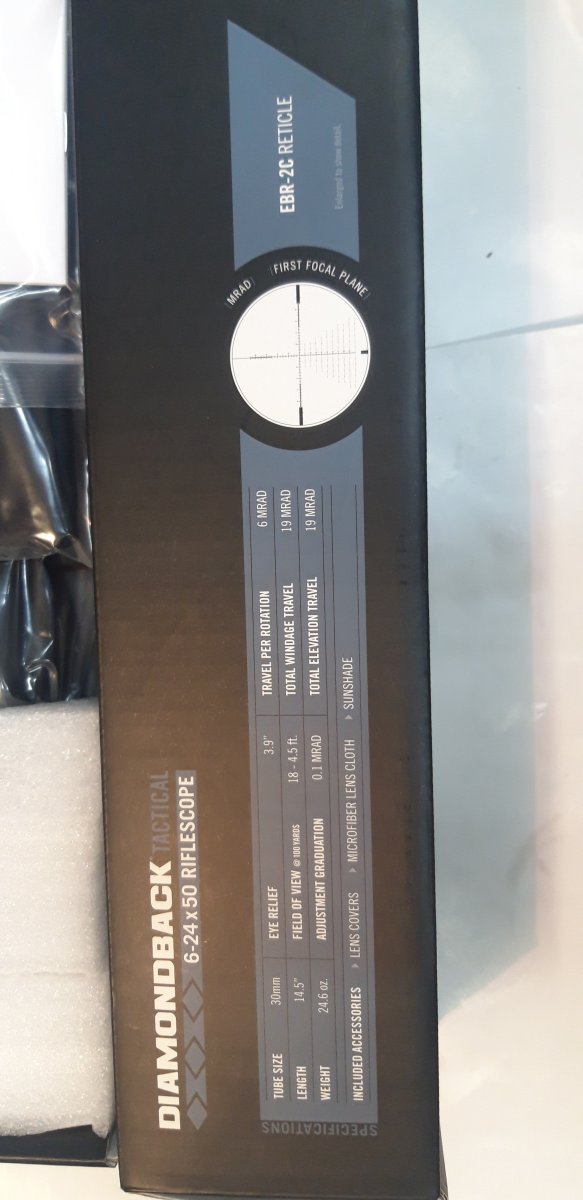 DIAMONDBACK TACTICAL
6-24 x 50 RIFLESCOPE
SPECIFICATIONS
TUBE SIZE 30mm EYE RELIEF 3.9" TRAVEL PER ROTATION 6 MRAD
LENGTH 14.5" FIELD OF VIEW @ 100 YARDS 18 - 4.5 ft. TOTAL WINDAGE TRAVEL 19 MRAD
WEIGHT 24.6 oz. ADJUSTMENT GRADUATION 0.1 MRAD TOTAL ELEVATION TRAVEL 19 MRAD
INCLUDED ACCESSORIES LENS COVERS MICROFIBER LENS CLOTH SUNSHADE
MRAD FIRST FOCAL PLANE
EBR-2C RETICLE
Enlarged to show detail.